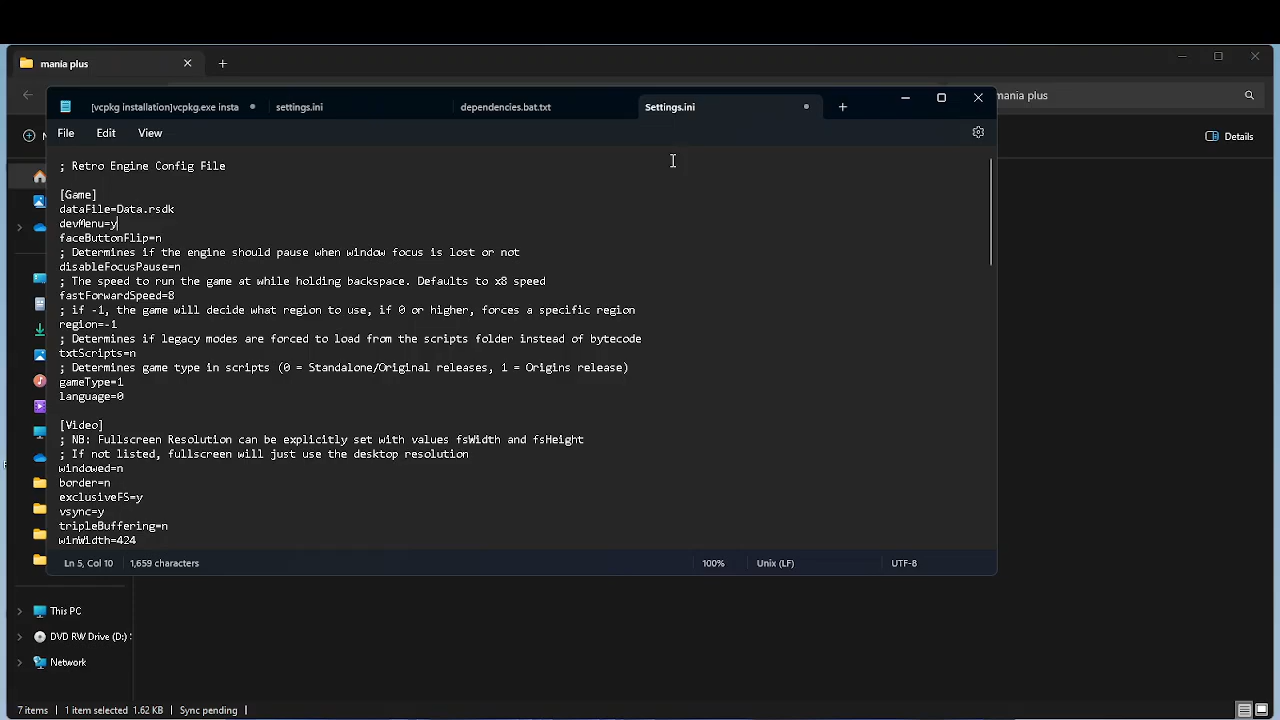 mania plus
mania plus
[vcpkg installation]vcpkg.exe insta
settings.ini
dependencies.bat.txt
Settings.ini
File
Edit
View
Details
; Retro Engine Config File
[Game]
dataFile=Data.rsdk
devMenu=y
faceButtonFlip=n
; Determines if the engine should pause when window focus is lost or not
disableFocusPause=n
; The speed to run the game at while holding backspace. Defaults to x8 speed
fastForwardSpeed=8
; if -1, the game will decide what region to use, if 0 or higher, forces a specific region
region=-1
; Determines if legacy modes are forced to load from the scripts folder instead of bytecode
txtScripts=n
; Determines game type in scripts (0 = Standalone/Original releases, 1 = Origins release)
gameType=1
language=0
[Video]
; NB: Fullscreen Resolution can be explicitly set with values fsWidth and fsHeight
; If not listed, fullscreen will just use the desktop resolution
windowed=n
border=n
exclusiveFS=y
vsync=y
tripleBuffering=n
winWidth=424
Ln 5, Col 10
1,659 characters
100%
Unix (LF)
UTF-8
This PC
DVD RW Drive (D:)
Network
7 items
1 item selected 1.62 KB
Sync pending